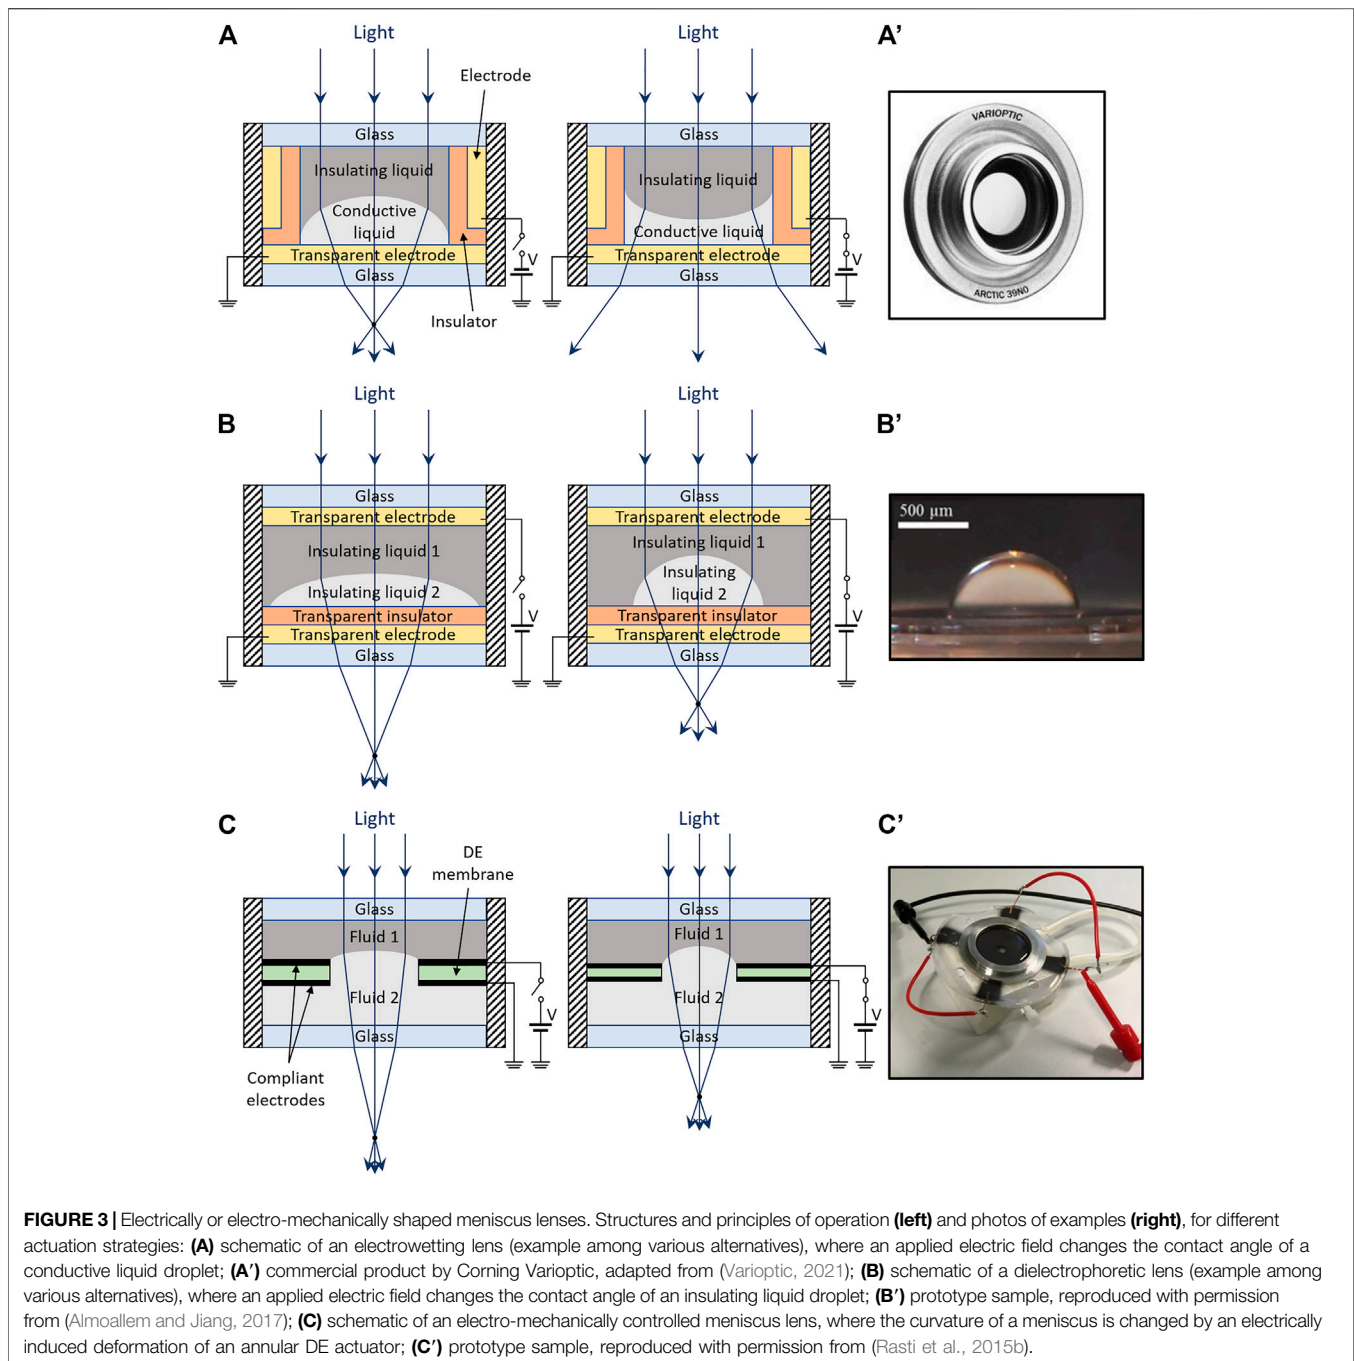 A
Light
Light
A’
Electrode
Glass
Glass
Insulating liquid
Insulating liquid
Conductive
liquid
Conductive liquid
Transparent electrode
Transparent electrode
V
V
Glass
Glass
Insulator
VARIOPTIC
ARCTIC 39N0
B
Light
Light
B’
Glass
Glass
Transparent electrode
Transparent electrode
Insulating liquid 1
Insulating liquid 1
Insulating liquid 2
Insulating
liquid 2
Transparent insulator
Transparent insulator
V
V
Transparent electrode
Transparent electrode
Glass
Glass
500 µm
C
Light
Light
C’
DE
membrane
Glass
Glass
Fluid 1
Fluid 1
Fluid 2
Fluid 2
V
V
Glass
Glass
Compliant
electrodes
FIGURE 3 | Electrically or electro-mechanically shaped meniscus lenses. Structures and principles of operation (left) and photos of examples (right), for different
actuation strategies: (A) schematic of an electrowetting lens (example among various alternatives), where an applied electric field changes the contact angle of a
conductive liquid droplet; (A′) commercial product by Corning Varioptic, adapted from (Varioptic, 2021); (B) schematic of a dielectrophoretic lens (example among
various alternatives), where an applied electric field changes the contact angle of an insulating liquid droplet; (B′) prototype sample, reproduced with permission
from (Almoallem and Jiang, 2017); (C) schematic of an electro-mechanically controlled meniscus lens, where the curvature of a meniscus is changed by an electrically
induced deformation of an annular DE actuator; (C′) prototype sample, reproduced with permission from (Rasti et al., 2015b).